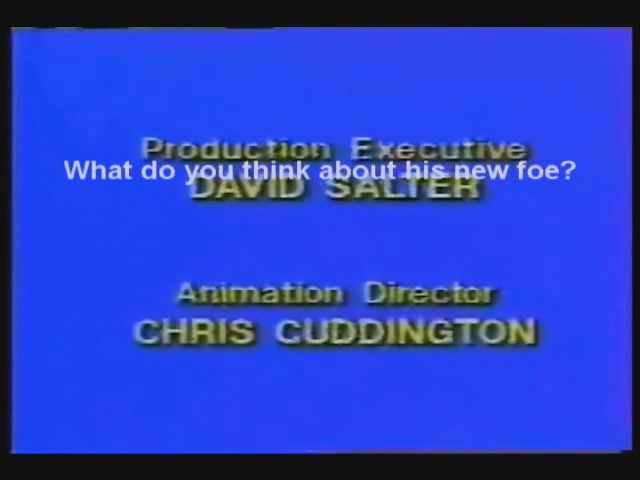 Production Executive
What do you think about his new foe?
DAVID SALTER
Animation Director
CHRIS CUDDINGTON